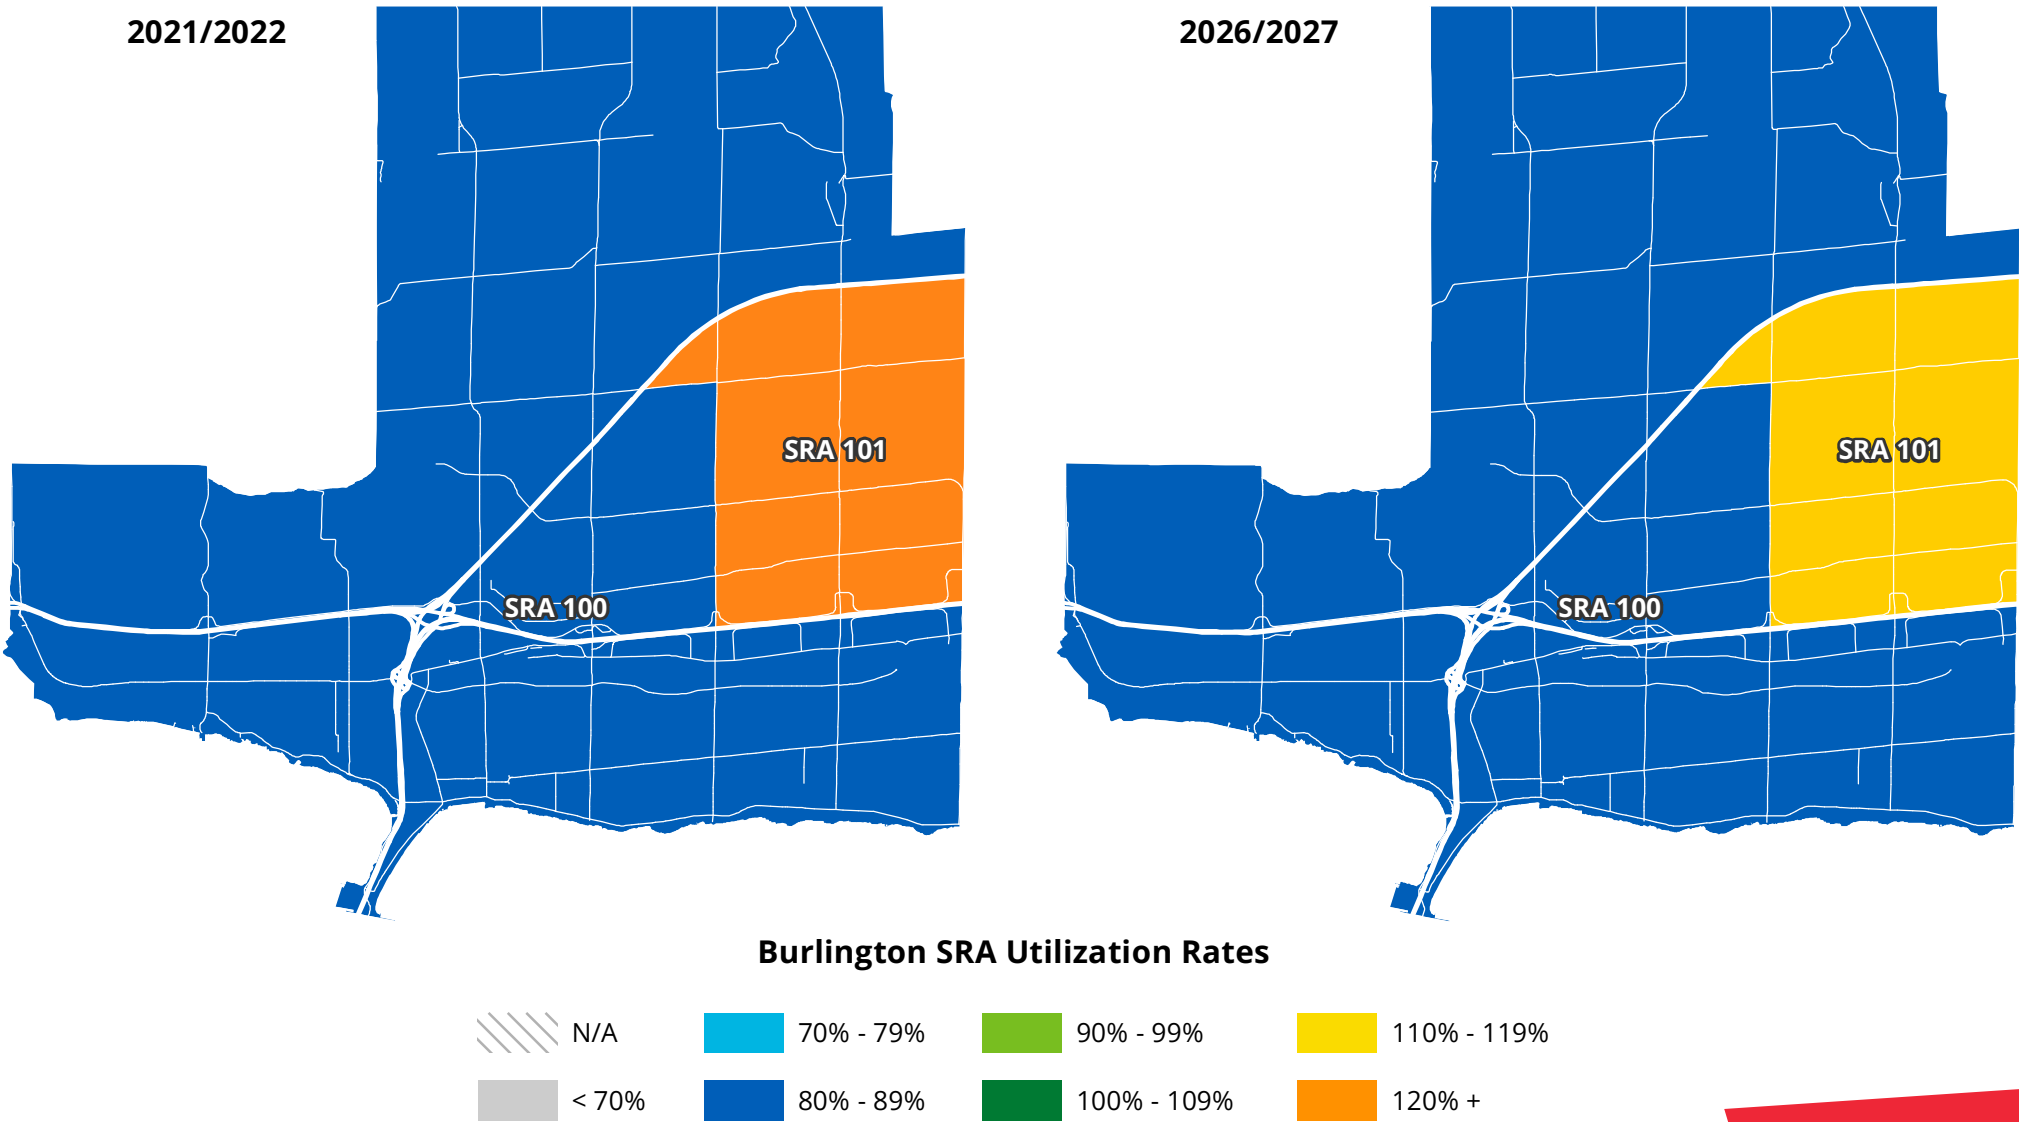 2021/2022
2026/2027
SRA 101
SRA 101
SRA 100
SRA 100
Burlington SRA Utilization Rates
N/A
70% - 79%
90% - 99%
110% - 119%
< 70%
80% - 89%
100% - 109%
120% +